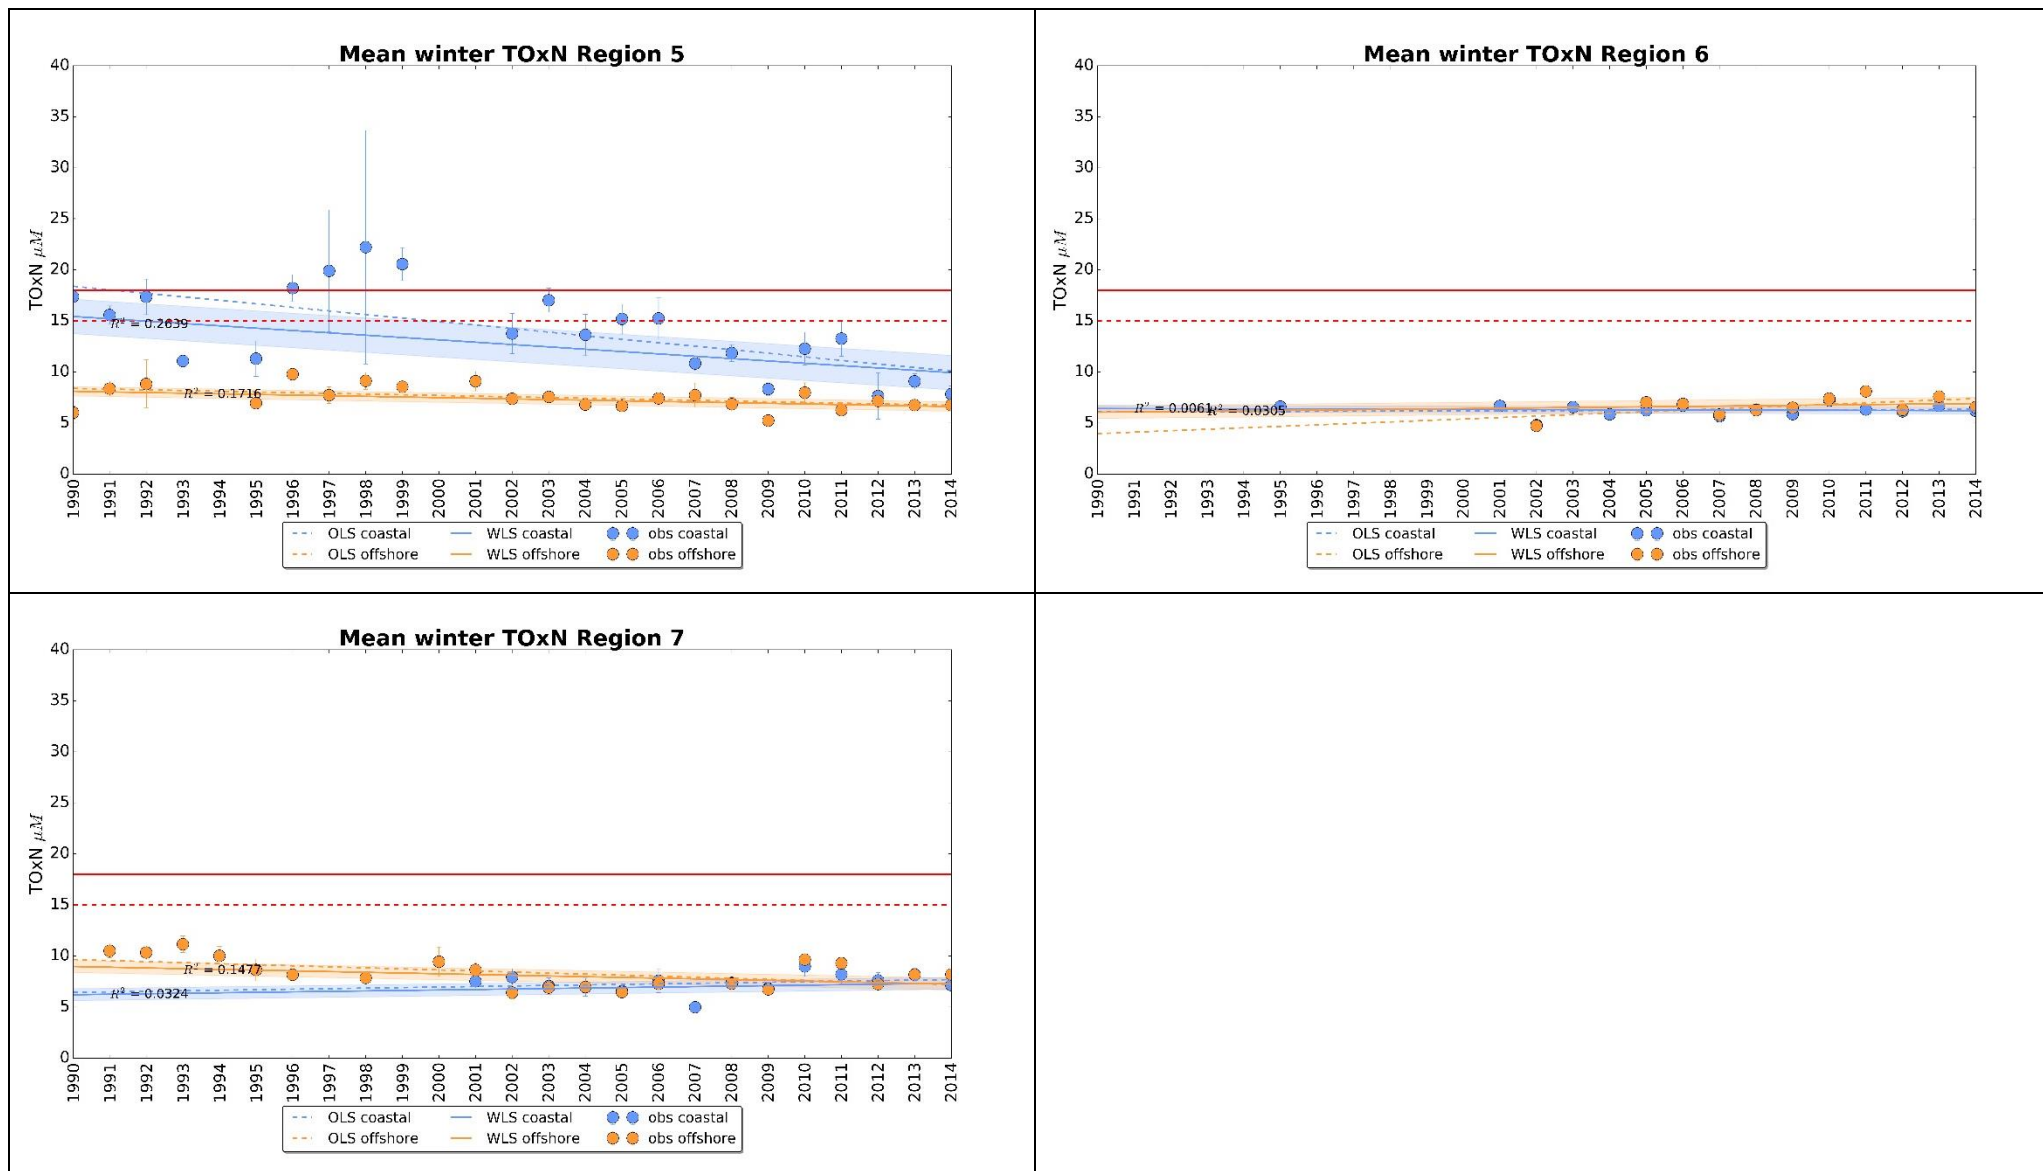 Mean winter TOxN Region 5
TOxN μM
40
35
30
25
20
15
10
5
0
R² = 0.2639
R² = 0.1716
1990 1991 1992 1993 1994 1995 1996 1997 1998 1999 2000 2001 2002 2003 2004 2005 2006 2007 2008 2009 2010 2011 2012 2013 2014
OLS coastal WLS coastal obs coastal
OLS offshore WLS offshore obs offshore
Mean winter TOxN Region 6
TOxN μM
40
35
30
25
20
15
10
5
0
R² = 0.0061
R² = 0.0305
1990 1991 1992 1993 1994 1995 1996 1997 1998 1999 2000 2001 2002 2003 2004 2005 2006 2007 2008 2009 2010 2011 2012 2013 2014
OLS coastal WLS coastal obs coastal
OLS offshore WLS offshore obs offshore
Mean winter TOxN Region 7
TOxN μM
40
35
30
25
20
15
10
5
0
R² = 0.1477
R² = 0.0324
1990 1991 1992 1993 1994 1995 1996 1997 1998 1999 2000 2001 2002 2003 2004 2005 2006 2007 2008 2009 2010 2011 2012 2013 2014
OLS coastal WLS coastal obs coastal
OLS offshore WLS offshore obs offshore